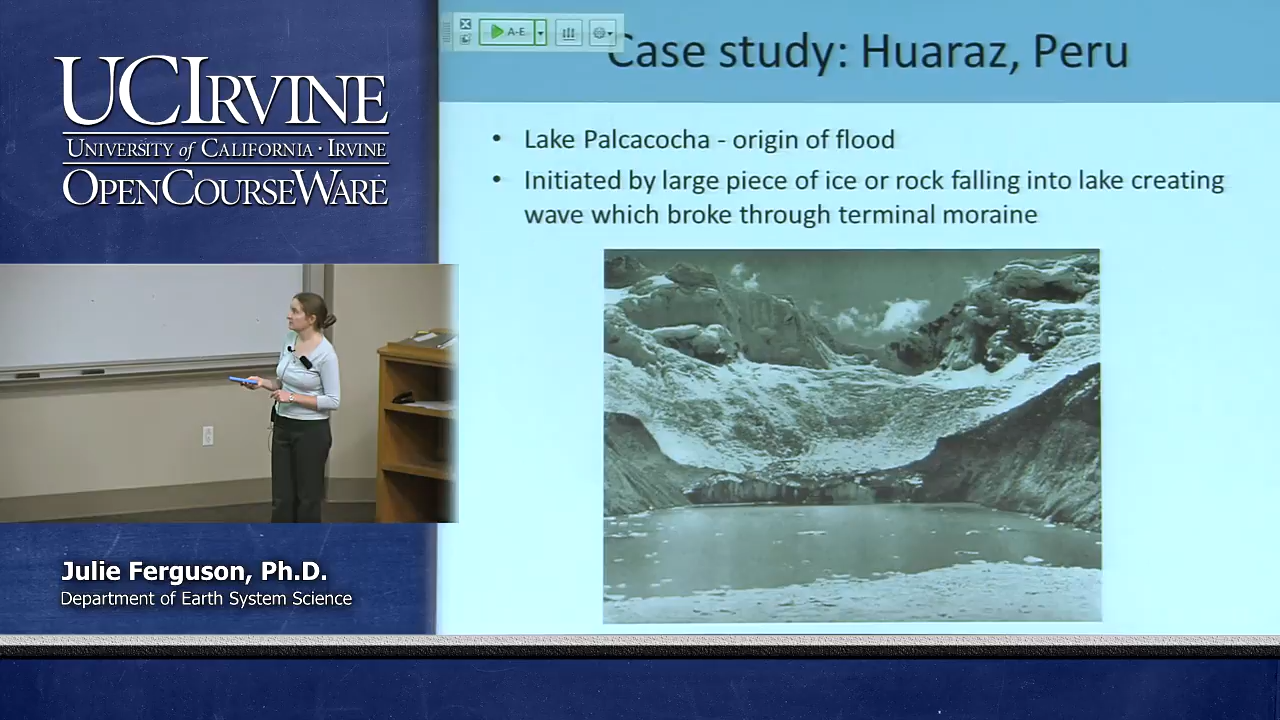 UCIRVINE
UNIVERSITY of CALIFORNIA · IRVINE
OPENCOURSEWARE
A-E
Case study: Huaraz, Peru
• Lake Palcacocha - origin of flood
• Initiated by large piece of ice or rock falling into lake creating
wave which broke through terminal moraine
Julie Ferguson, Ph.D.
Department of Earth System Science